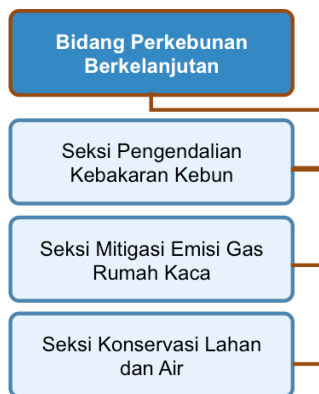 Bidang Perkebunan
Berkelanjutan
Seksi Pengendalian
Kebakaran Kebun
Seksi Mitigasi Emisi Gas
Rumah Kaca
Seksi Konservasi Lahan
dan Air